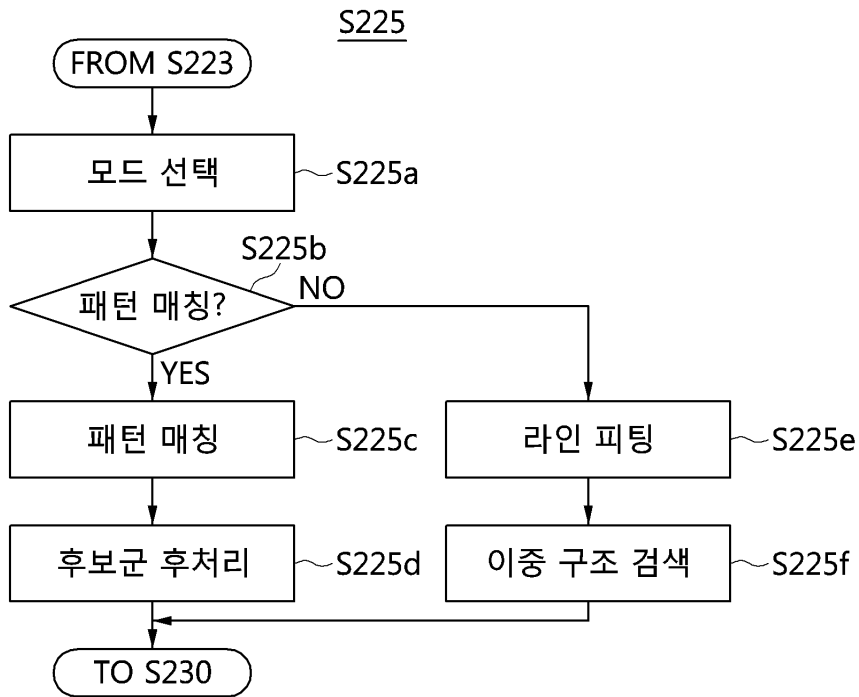 S225
FROM S223
모드 선택
S225a
S225b
패턴 매칭?
NO
YES
패턴 매칭
S225c
라인 피팅
S225e
후보군 후처리
S225d
이중 구조 검색
S225f
TO S230